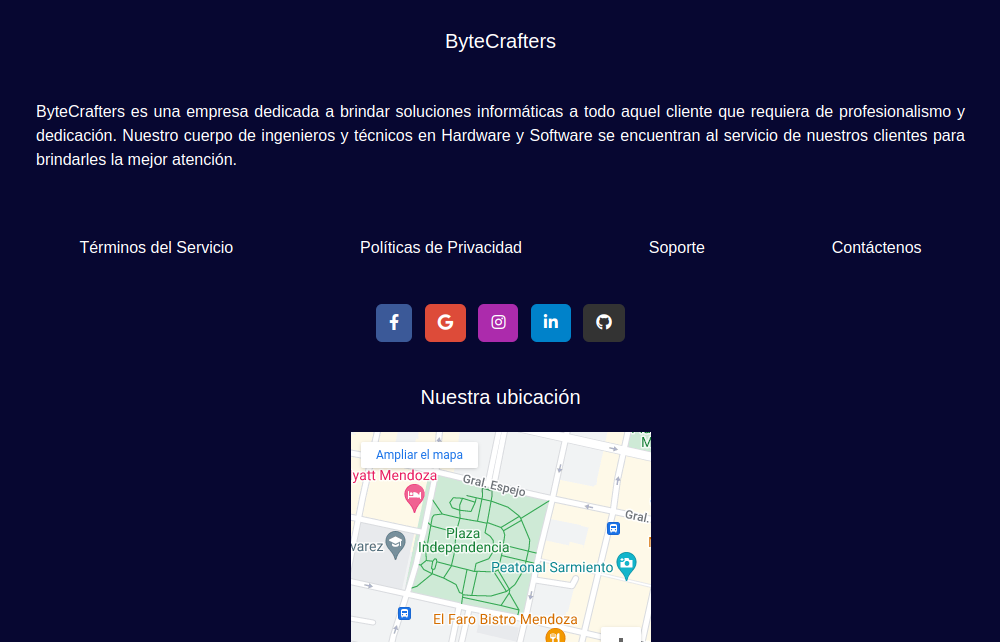 ByteCrafters
ByteCrafters es una empresa dedicada a brindar soluciones informáticas a todo aquel cliente que requiera de profesionalismo y
dedicación. Nuestro cuerpo de ingenieros y técnicos en Hardware y Software se encuentran al servicio de nuestros clientes para
brindarles la mejor atención.
Términos del Servicio Políticas de Privacidad Soporte Contáctenos
Nuestra ubicación
Ampliar el mapa
yatt Mendoza
Gral. Espejo
Gral.
Plaza
Independencia
varez
Peatonal Sarmiento
El Faro Bistro Mendoza